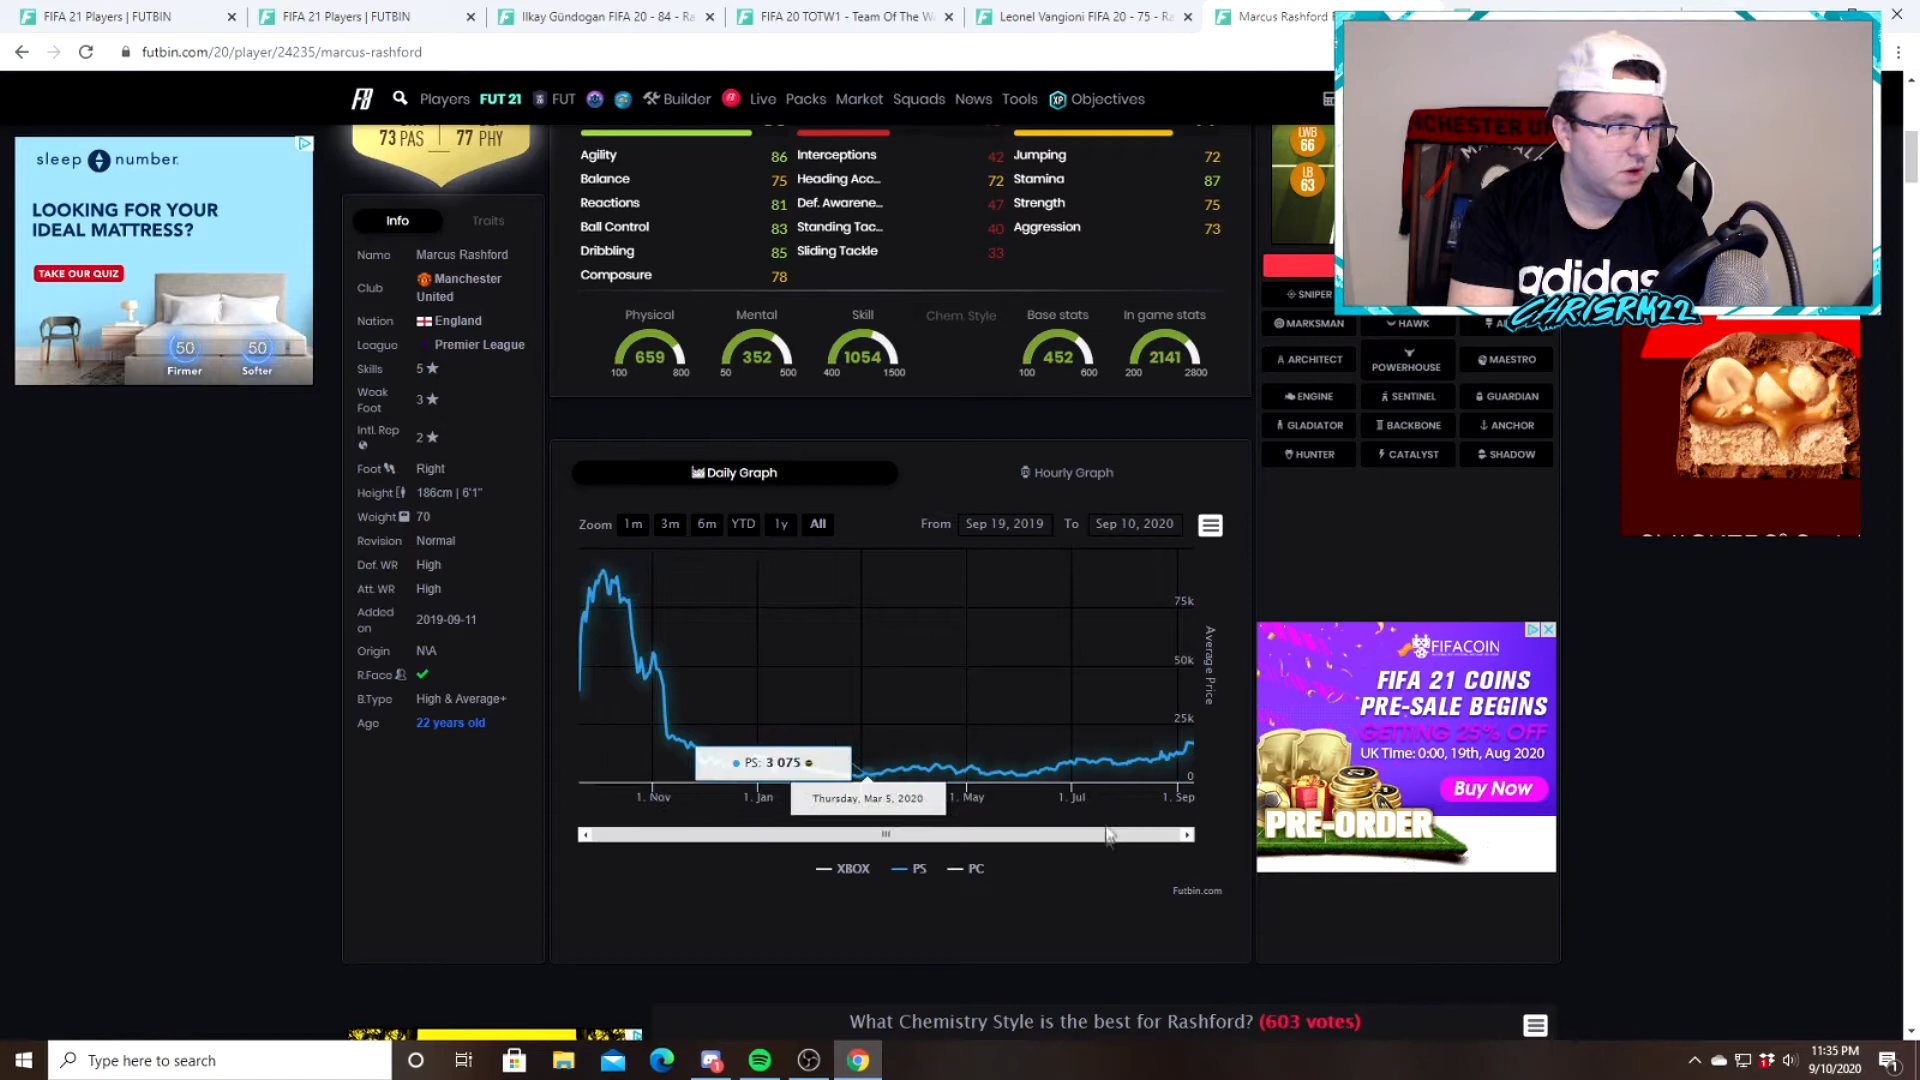 FIFA 21 Players | FUTBIN
FIFA 21 Players | FUTBIN
Ilkay Gündogan FIFA 20 - 84 - Ra
FIFA 20 TOTW1 - Team Of The W
Leonel Vangioni FIFA 20 - 75 - Ra
Marcus Rashford F
futbin.com/20/player/24235/marcus-rashford
FB
Players
FUT 21
FUT
Builder
Live
Packs
Market
Squads
News
Tools
XP Objectives
73 PAS
77 PHY
Info
Traits
Name Marcus Rashford
Club Manchester United
Nation England
League Premier League
Skills 5
Weak Foot 3
Intl. Rep 2
Foot Right
Height 186cm | 6'1"
Weight 70
Revision Normal
Def. WR High
Att. WR High
Added on 2019-09-11
Origin N\A
R.Face
B.Type High & Average+
Age 22 years old
Agility 86
Balance 75
Reactions 81
Ball Control 83
Dribbling 85
Composure 78
Interceptions 42
Heading Acc... 72
Def. Awarene... 47
Standing Tac... 40
Sliding Tackle 33
Jumping 72
Stamina 87
Strength 75
Aggression 73
Physical 659 100 800
Mental 352 50 500
Skill 1054 400 1500
Chem. Style
Base stats 452 100 600
In game stats 2141 200 2800
Daily Graph
Hourly Graph
Zoom 1m 3m 6m YTD 1y All
From Sep 19, 2019 To Sep 10, 2020
75k
50k
25k
0
Average Price
PS: 3 075
Thursday, Mar 5, 2020
1. Nov
1. Jan
1. May
1. Jul
1. Sep
XBOX PS PC
Futbin.com
What Chemistry Style is the best for Rashford? (603 votes)
LWB
66
LB
63
SNIPER
MARKSMAN
HAWK
ARCHITECT
POWERHOUSE
MAESTRO
ENGINE
SENTINEL
GUARDIAN
GLADIATOR
BACKBONE
ANCHOR
HUNTER
CATALYST
SHADOW
sleep number.
LOOKING FOR YOUR
IDEAL MATTRESS?
TAKE OUR QUIZ
50
Firmer
50
Softer
FIFACOIN
FIFA 21 COINS
PRE-SALE BEGINS
GETTING 25% OFF
UK Time: 0:00, 19th, Aug 2020
Buy Now
PRE-ORDER
adidas
CHRISRM22
Type here to search
11:35 PM
9/10/2020